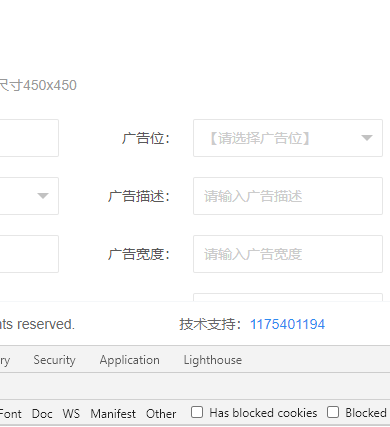 尺寸450x450
广告位： 【请选择广告位】
广告描述： 请输入广告描述
广告宽度： 请输入广告宽度
reserved. 技术支持：1175401194
Security Application Lighthouse
Font Doc WS Manifest Other Has blocked cookies Blocked